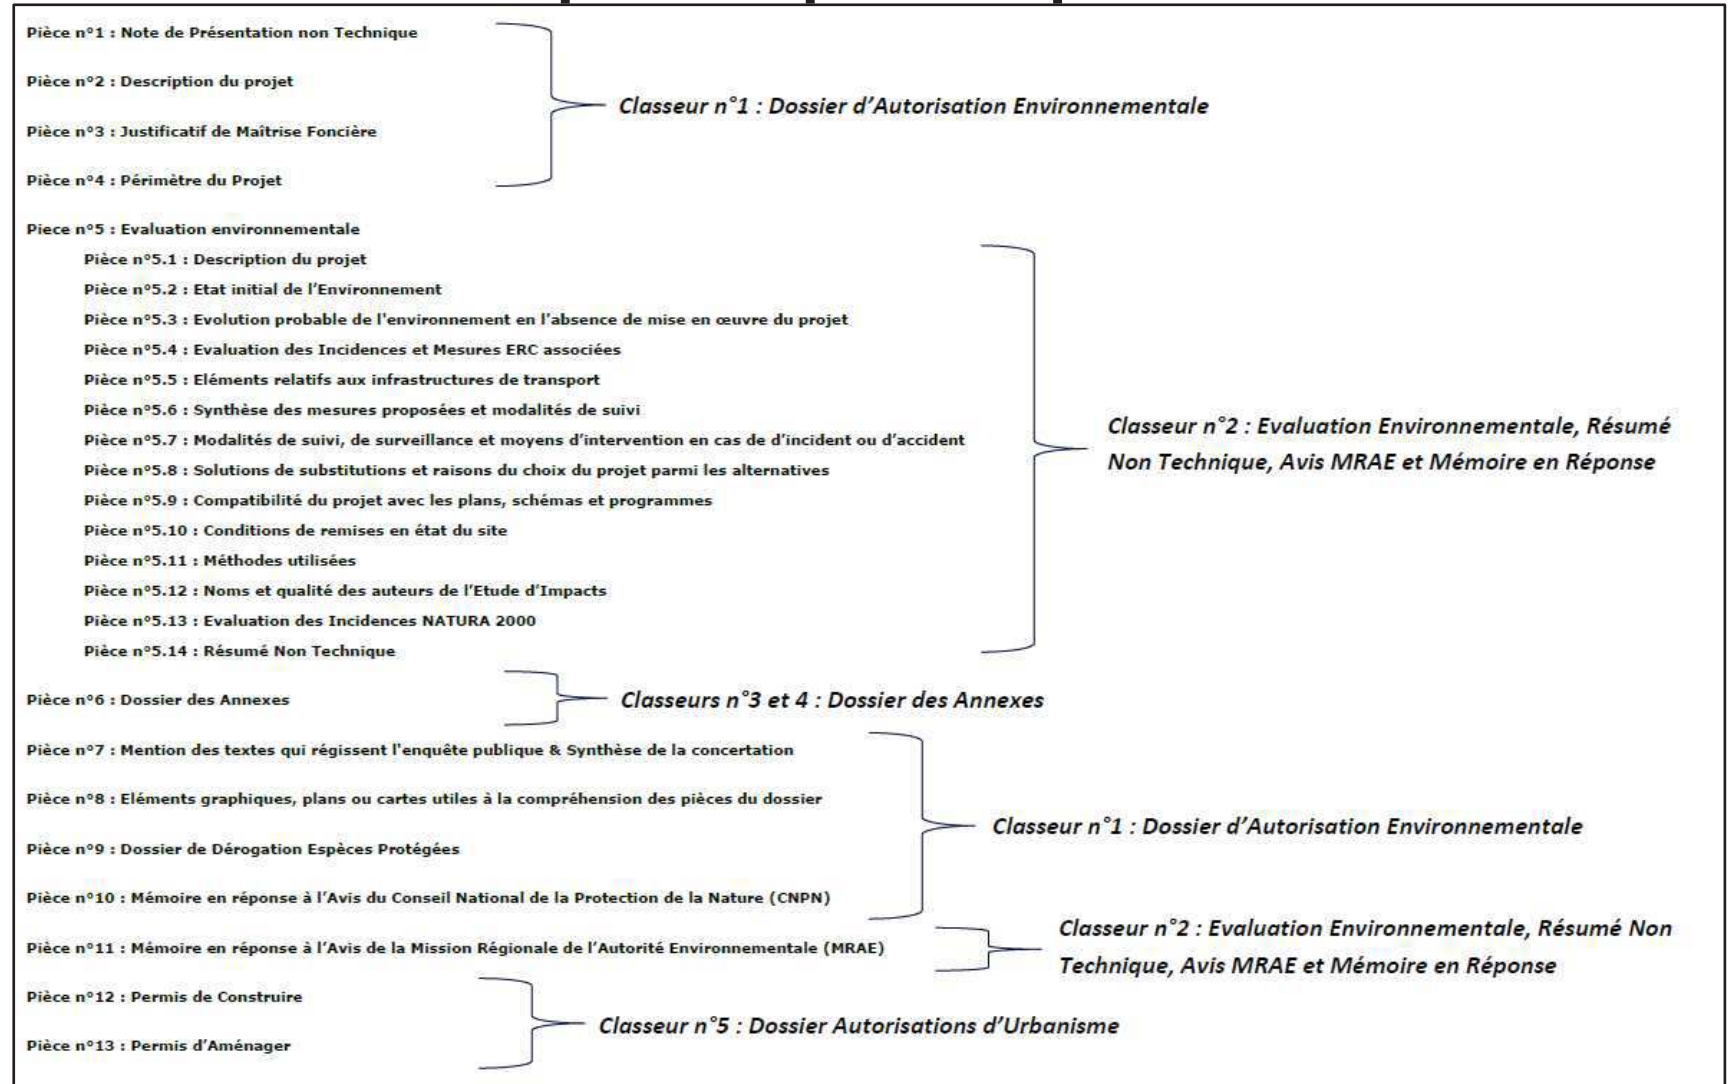 Pièce n°1 : Note de Présentation non Technique
Pièce n°2 : Description du projet
Classeur n°1 : Dossier d'Autorisation Environnementale
Pièce n°3 : Justificatif de Maîtrise Foncière
Pièce n°4 : Périmètre du Projet
Piece n°5 : Evaluation environnementale
Pièce n°5.1 : Description du projet
Pièce n°5.2 : Etat initial de l'Environnement
Pièce n°5.3 : Evolution probable de l'environnement en l'absence de mise en œuvre du projet
Pièce n°5.4 : Evaluation des Incidences et Mesures ERC associées
Pièce n°5.5 : Eléments relatifs aux infrastructures de transport
Pièce n°5.6 : Synthèse des mesures proposées et modalités de suivi
Pièce n°5.7 : Modalités de suivi, de surveillance et moyens d'intervention en cas de d'incident ou d'accident
Pièce n°5.8 : Solutions de substitutions et raisons du choix du projet parmi les alternatives
Pièce n°5.9 : Compatibilité du projet avec les plans, schémas et programmes
Pièce n°5.10 : Conditions de remises en état du site
Pièce n°5.11 : Méthodes utilisées
Pièce n°5.12 : Noms et qualité des auteurs de l'Etude d'Impacts
Pièce n°5.13 : Evaluation des Incidences NATURA 2000
Pièce n°5.14 : Résumé Non Technique
Classeur n°2 : Evaluation Environnementale, Résumé
Non Technique, Avis MRAE et Mémoire en Réponse
Pièce n°6 : Dossier des Annexes
Classeurs n°3 et 4 : Dossier des Annexes
Pièce n°7 : Mention des textes qui régissent l'enquête publique & Synthèse de la concertation
Pièce n°8 : Eléments graphiques, plans ou cartes utiles à la compréhension des pièces du dossier
Classeur n°1 : Dossier d'Autorisation Environnementale
Pièce n°9 : Dossier de Dérogation Espèces Protégées
Pièce n°10 : Mémoire en réponse à l'Avis du Conseil National de la Protection de la Nature (CNPN)
Pièce n°11 : Mémoire en réponse à l'Avis de la Mission Régionale de l'Autorité Environnementale (MRAE)
Classeur n°2 : Evaluation Environnementale, Résumé Non
Technique, Avis MRAE et Mémoire en Réponse
Pièce n°12 : Permis de Construire
Classeur n°5 : Dossier Autorisations d'Urbanisme
Pièce n°13 : Permis d'Aménager